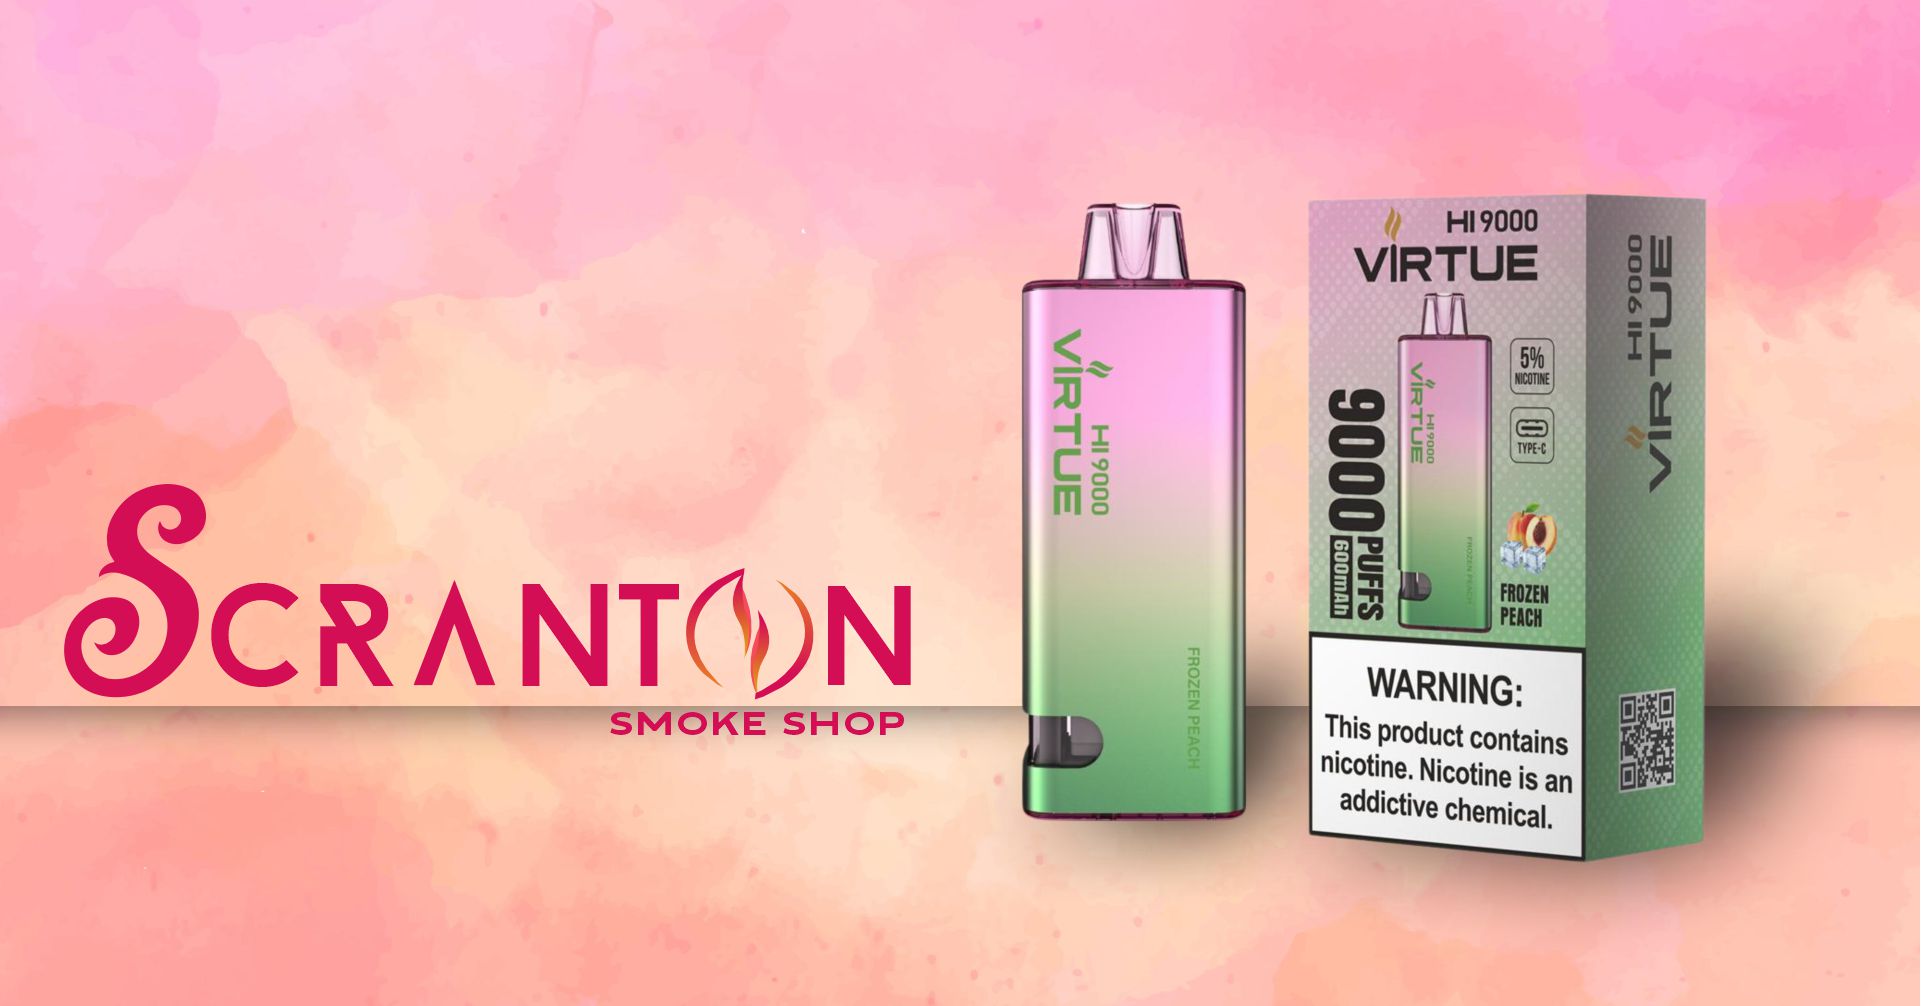 SCRANTON
SMOKE SHOP
VIRTUE
HI 9000
FROZEN PEACH
HI 9000
VIRTUE
5%
NICOTINE
TYPE-C
9000 PUFFS
600mAh
VIRTUE
HI 9000
FROZEN PEACH
FROZEN
PEACH
WARNING:
This product contains
nicotine. Nicotine is an
addictive chemical.
HI 9000
VIRTUE